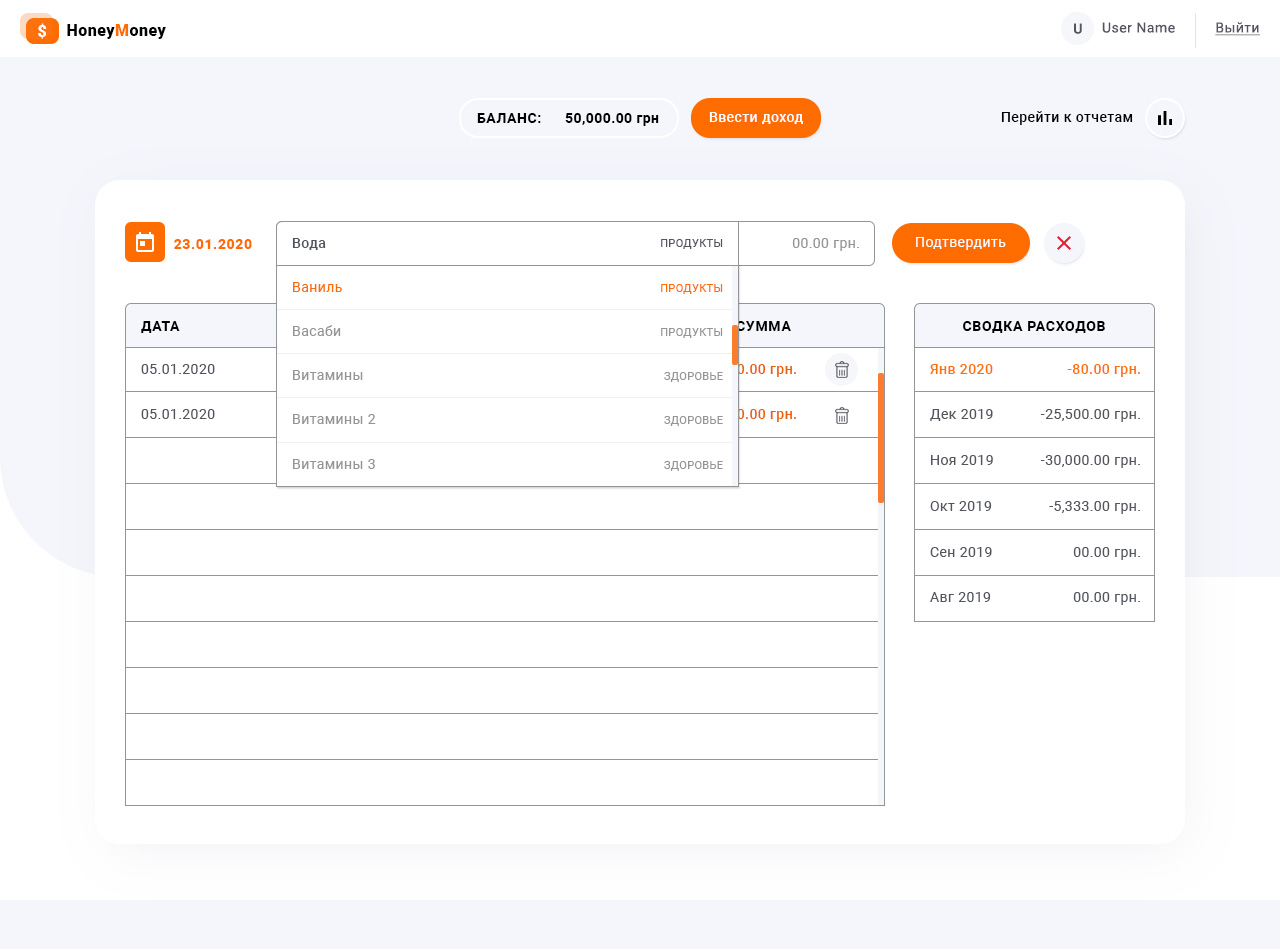 $ HoneyMoney
U User Name Выйти
БАЛАНС: 50,000.00 грн Ввести доход Перейти к отчетам
23.01.2020 Вода ПРОДУКТЫ 00.00 грн. Подтвердить
Ваниль ПРОДУКТЫ
Васаби ПРОДУКТЫ
Витамины ЗДОРОВЬЕ
Витамины 2 ЗДОРОВЬЕ
Витамины 3 ЗДОРОВЬЕ
ДАТА СУММА
05.01.2020 0.00 грн.
05.01.2020 0.00 грн.
СВОДКА РАСХОДОВ
Янв 2020 -80.00 грн.
Дек 2019 -25,500.00 грн.
Ноя 2019 -30,000.00 грн.
Окт 2019 -5,333.00 грн.
Сен 2019 00.00 грн.
Авг 2019 00.00 грн.